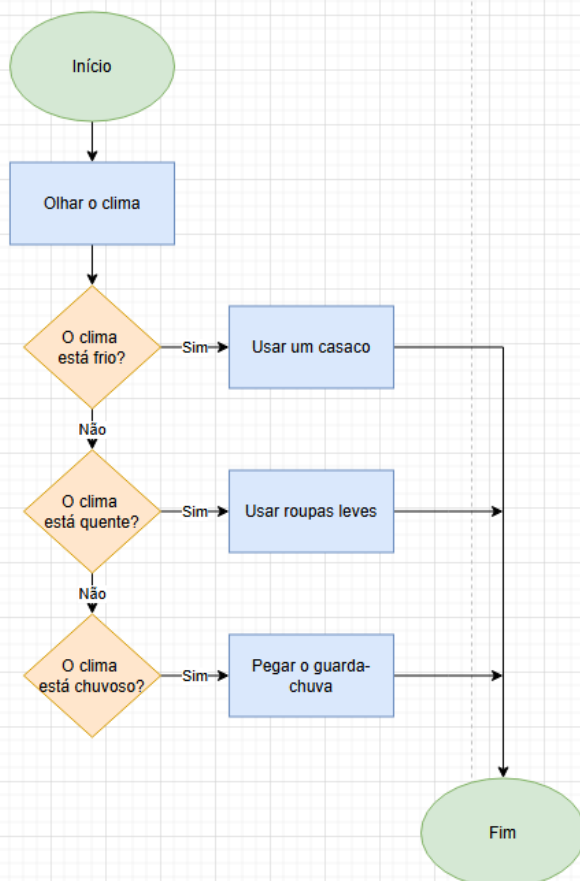 Início
Olhar o clima
O clima
está frio?
Sim
Usar um casaco
Não
O clima
está quente?
Sim
Usar roupas leves
Não
O clima
está chuvoso?
Sim
Pegar o guarda-
chuva
Fim